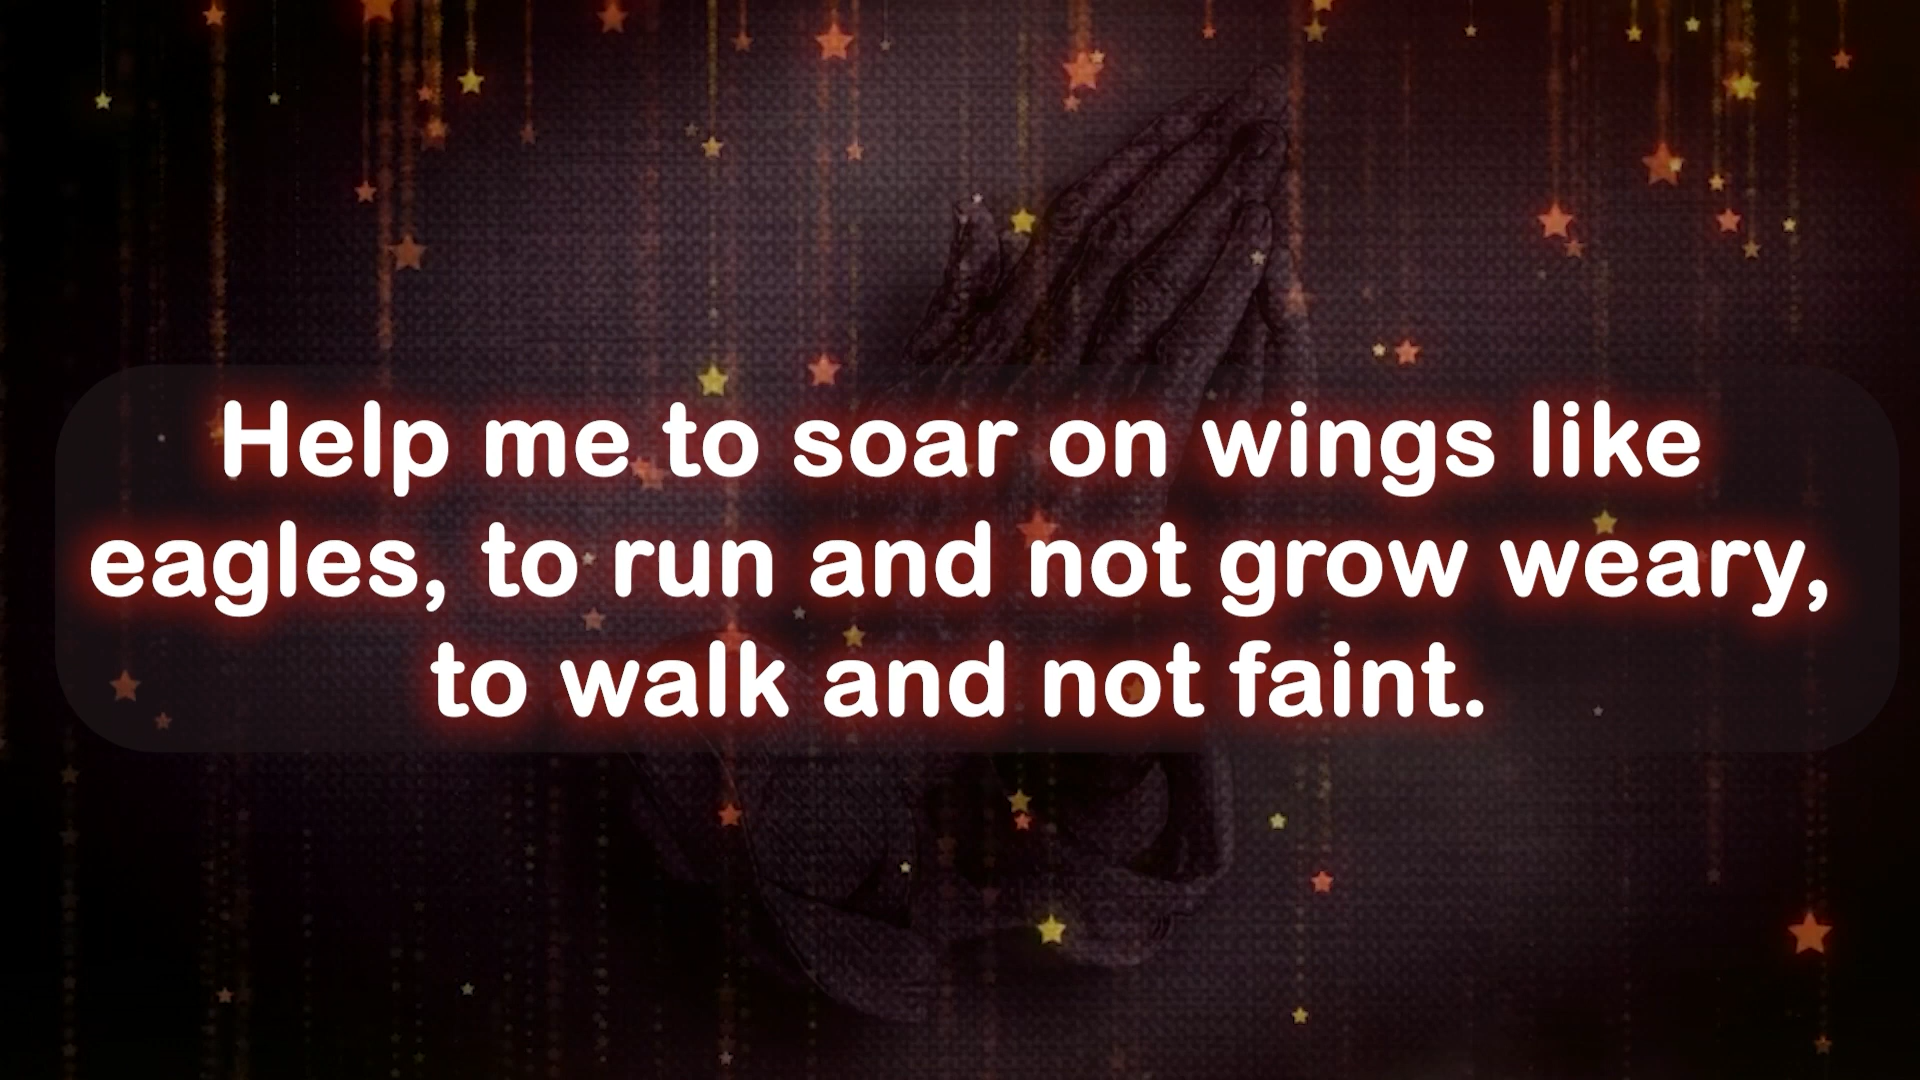 Help me to soar on wings like
eagles, to run and not grow weary,
to walk and not faint.